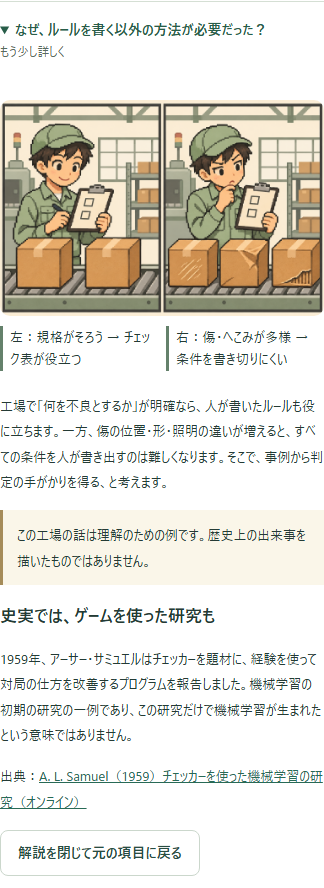 ▼ なぜ、ルールを書く以外の方法が必要だった？
もう少し詳しく
左：規格がそろう → チェッ
ク表が役立つ
右：傷・へこみが多様 →
条件を書き切りにくい
工場で「何を不良とするか」が明確なら、人が書いたルールも役
に立ちます。一方、傷の位置・形・照明の違いが増えると、すべ
ての条件を人が書き出すのは難しくなります。そこで、事例から判
定の手がかりを得る、と考えます。
この工場の話は理解のための例です。歴史上の出来事を
描いたものではありません。
史実では、ゲームを使った研究も
1959年、アーサー・サミュエルはチェッカーを題材に、経験を使って
対局の仕方を改善するプログラムを報告しました。機械学習の
初期の研究の一例であり、この研究だけで機械学習が生まれた
という意味ではありません。
出典：A. L. Samuel（1959）チェッカーを使った機械学習の研
究（オンライン）
解説を閉じて元の項目に戻る